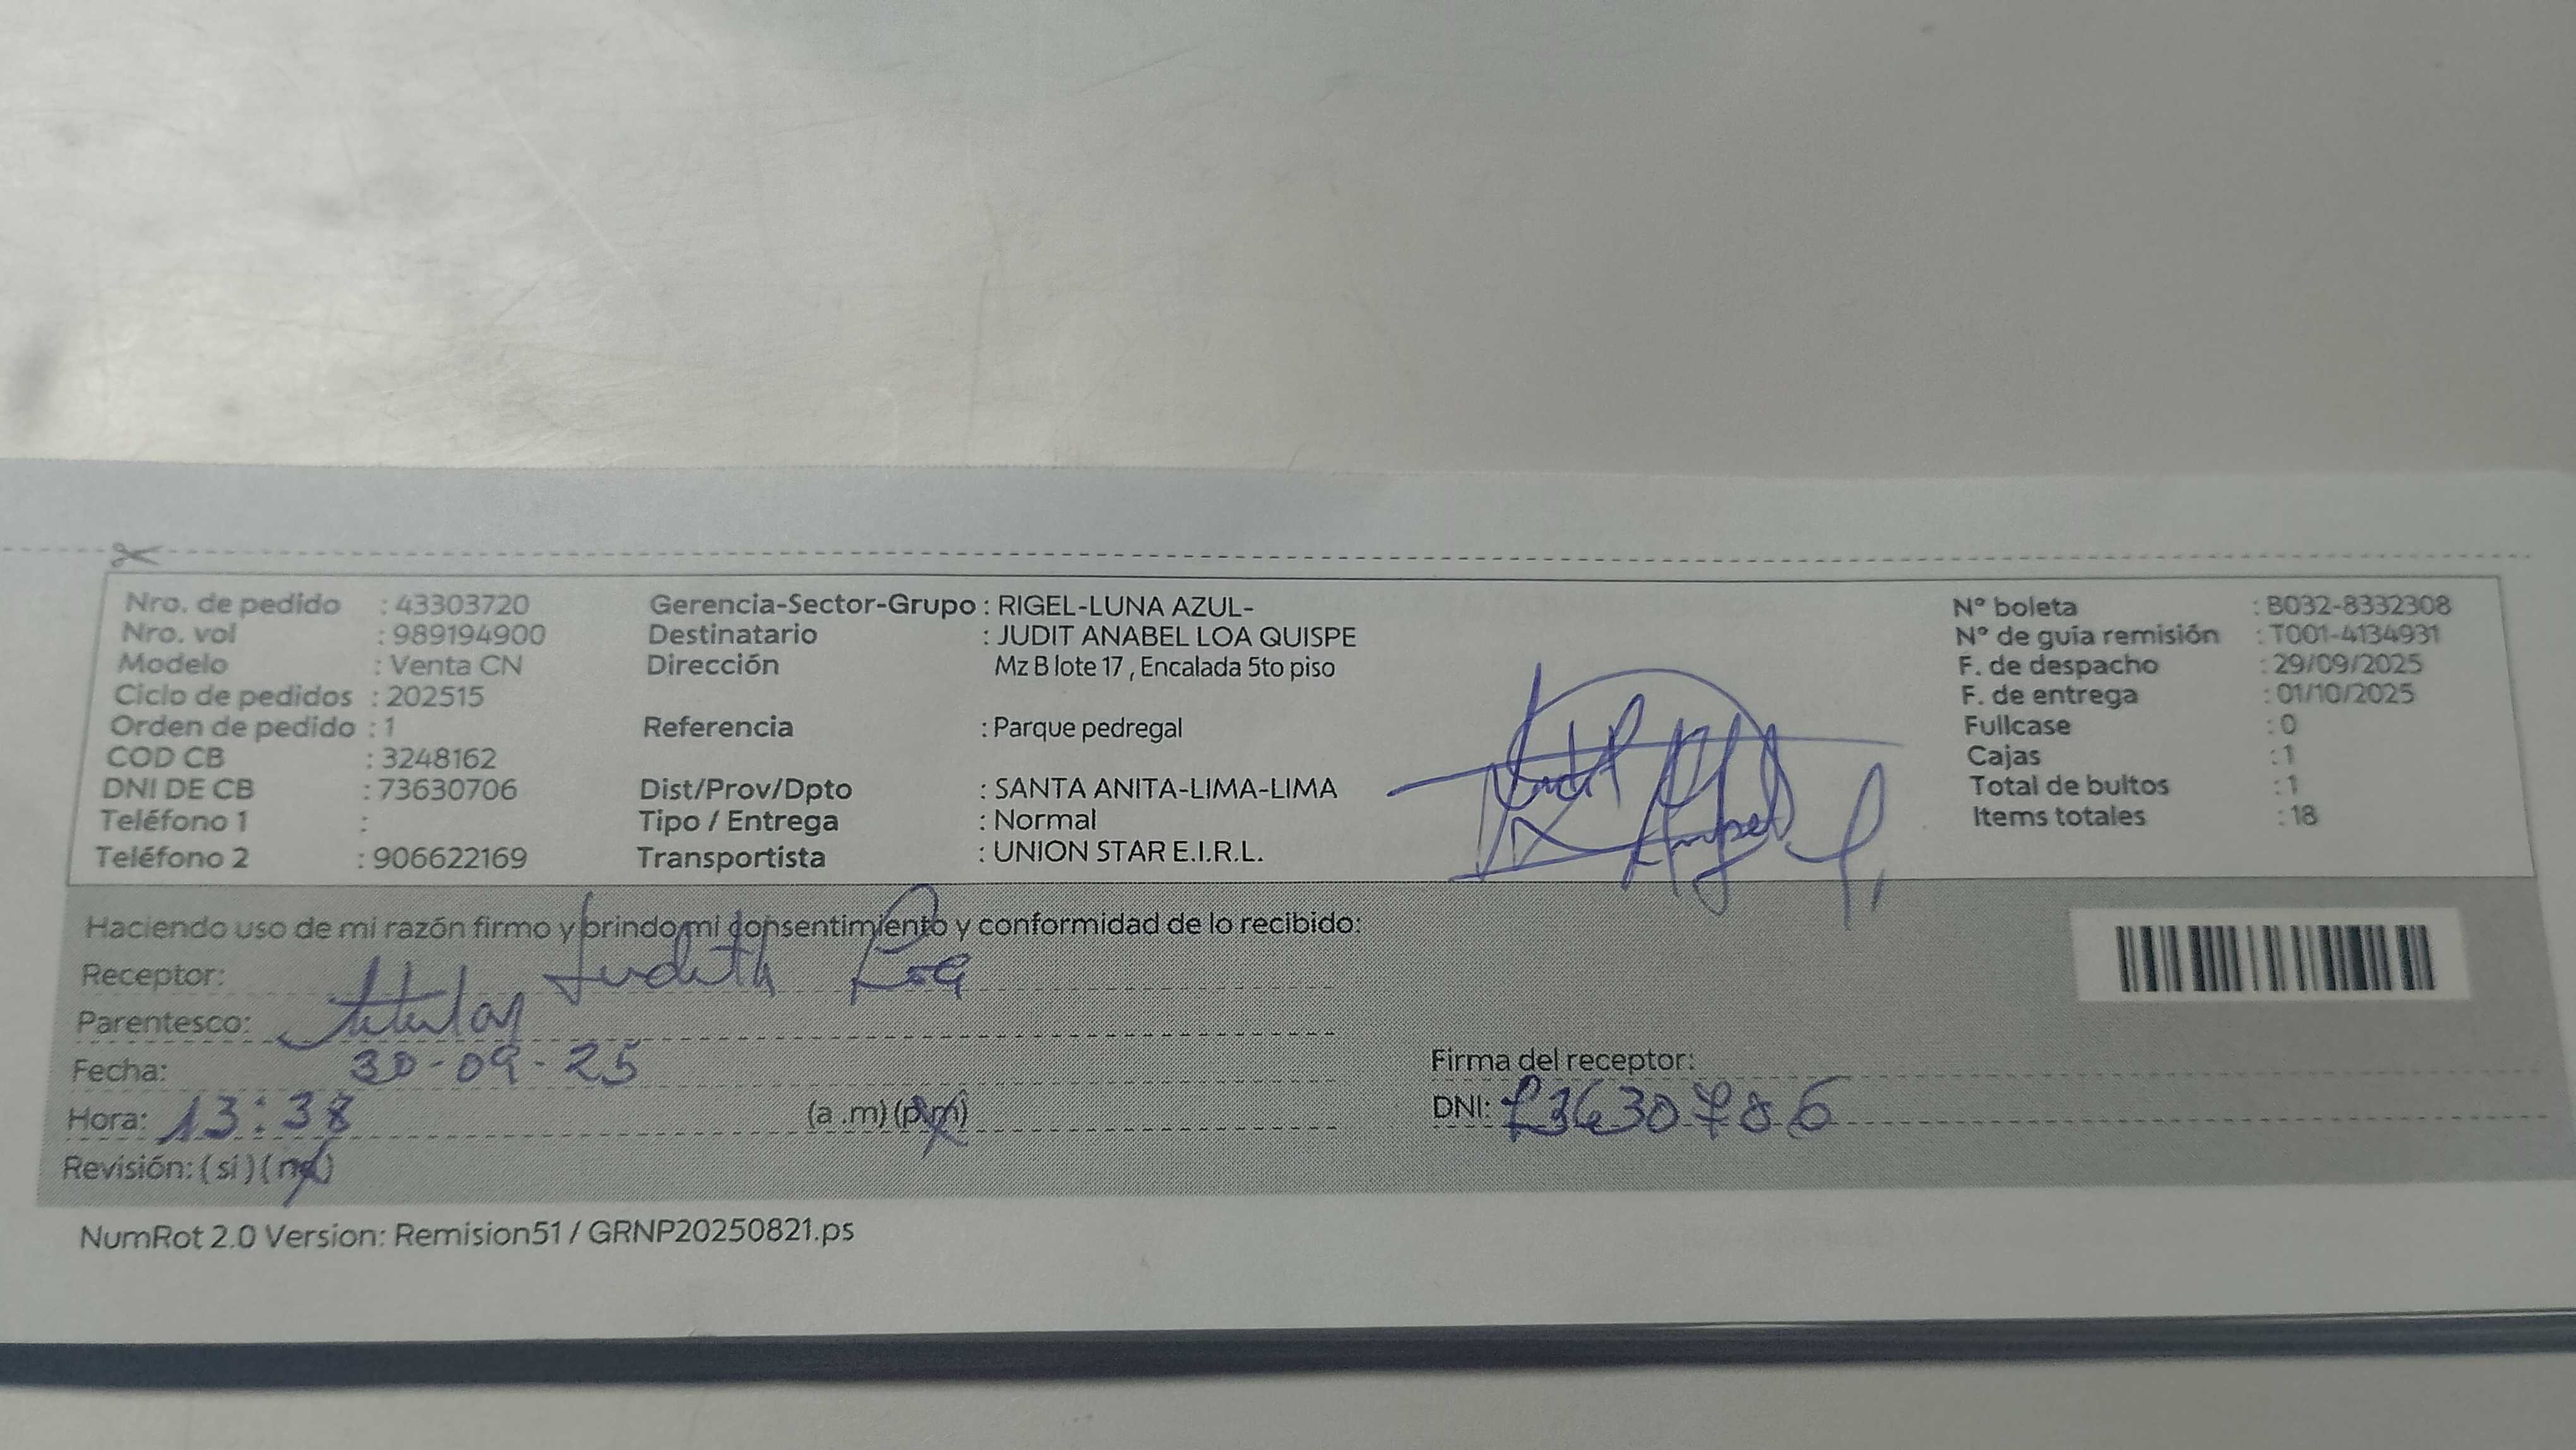 Nro. de pedido : 43303720 Gerencia-Sector-Grupo : RIGEL-LUNA AZUL- N° boleta : B032-8332308
Nro. vol : 989194900 Destinatario : JUDIT ANABEL LOA QUISPE N° de guía remisión : T001-4134931
Modelo : Venta CN Dirección Mz B lote 17 , Encalada 5to piso F. de despacho : 29/09/2025
Ciclo de pedidos : 202515 F. de entrega : 01/10/2025
Orden de pedido : 1 Referencia : Parque pedregal Fullcase : 0
COD CB : 3248162 Cajas : 1
DNI DE CB : 73630706 Dist/Prov/Dpto : SANTA ANITA-LIMA-LIMA Total de bultos : 1
Teléfono 1 : Tipo / Entrega : Normal Items totales : 18
Teléfono 2 : 906622169 Transportista : UNION STAR E.I.R.L.
Haciendo uso de mi razón firmo y brindo mi consentimiento y conformidad de lo recibido:
Receptor: Judith Loa
Parentesco: titular
Fecha: 30-09-25 Firma del receptor:
Hora: 13:38 (a .m) (p.m) DNI:
Revisión: ( si ) ( no )
NumRot 2.0 Version: Remision51 / GRNP20250821.ps